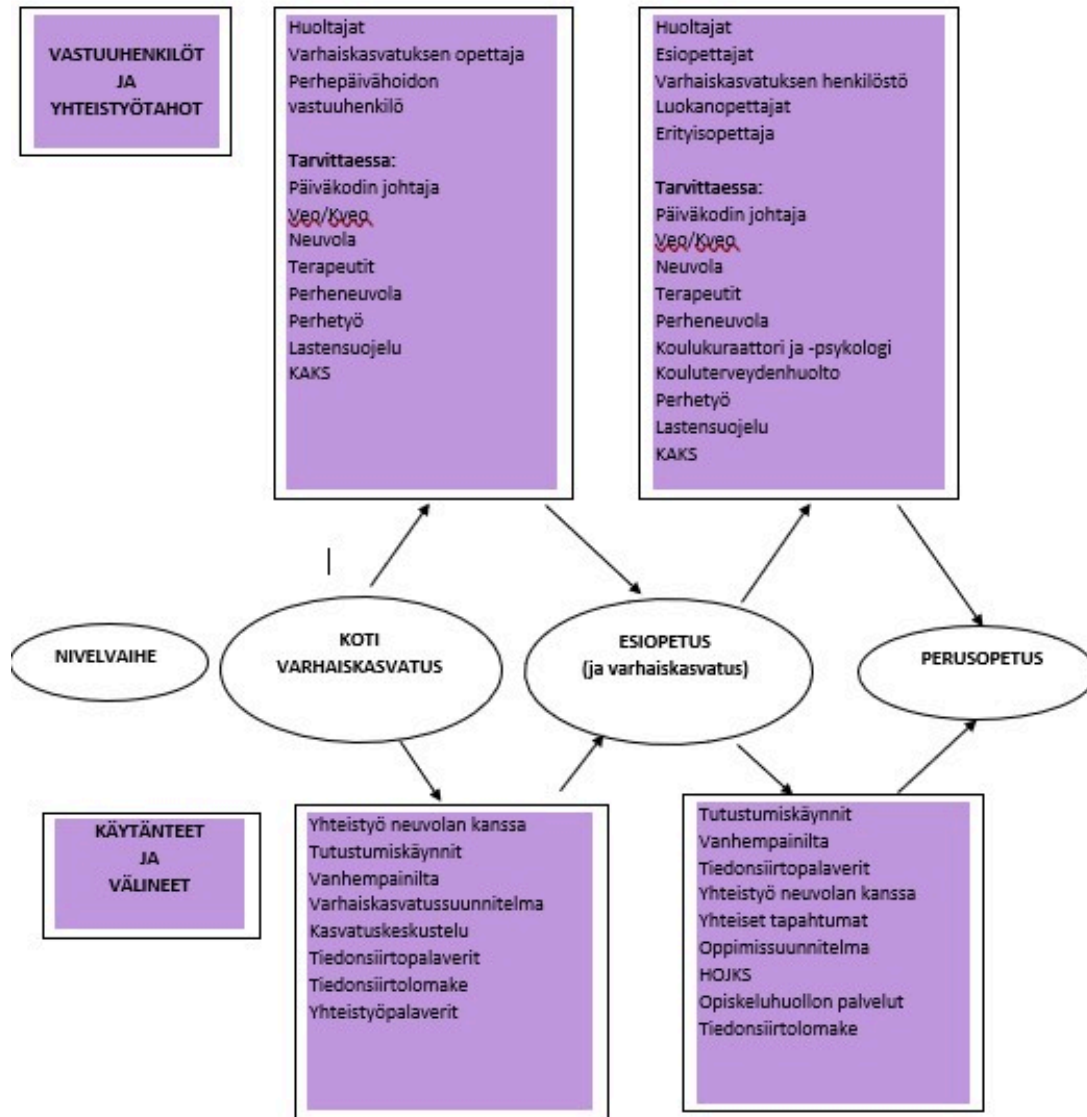 VASTUUHENKILÖT
JA
YHTEISTYÖTAHOT
Huoltajat
Varhaiskasvatuksen opettaja
Perhepäivähoidon
vastuuhenkilö
Tarvittaessa:
Päiväkodin johtaja
Veo/Kveo
Neuvola
Terapeutit
Perheneuvola
Perhetyö
Lastensuojelu
KAKS
Huoltajat
Esiopettajat
Varhaiskasvatuksen henkilöstö
Luokanopettajat
Erityisopettaja
Tarvittaessa:
Päiväkodin johtaja
Veo/Kveo
Neuvola
Terapeutit
Perheneuvola
Koulukuraattori ja -psykologi
Kouluterveydenhuolto
Perhetyö
Lastensuojelu
KAKS
NIVELVAIHE
KOTI
VARHAISKASVATUS
ESIOPETUS
(ja varhaiskasvatus)
PERUSOPETUS
KÄYTÄNTEET
JA
VÄLINEET
Yhteistyö neuvolan kanssa
Tutustumiskäynnit
Vanhempainilta
Varhaiskasvatussuunnitelma
Kasvatuskeskustelu
Tiedonsiirtopalaverit
Tiedonsiirtolomake
Yhteistyöpalaverit
Tutustumiskäynnit
Vanhempainilta
Tiedonsiirtopalaverit
Yhteistyö neuvolan kanssa
Yhteiset tapahtumat
Oppimissuunnitelma
HOJKS
Opiskeluhuollon palvelut
Tiedonsiirtolomake